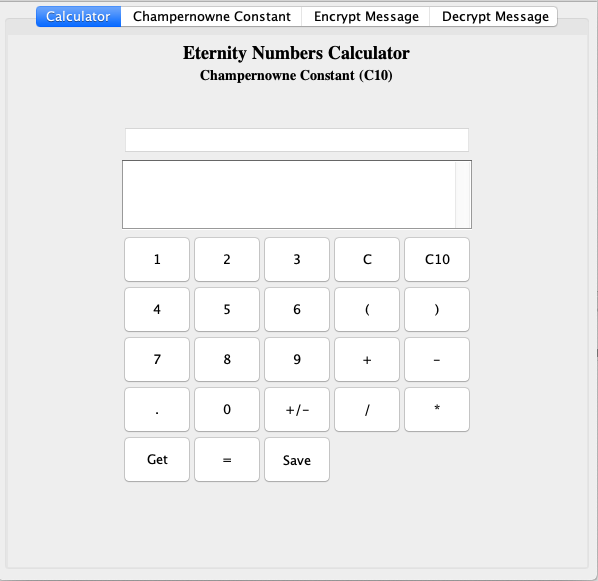 Calculator Champernowne Constant Encrypt Message Decrypt Message
Eternity Numbers Calculator
Champernowne Constant (C10)
1 2 3 C C10
4 5 6 ( )
7 8 9 + -
. 0 +/- / *
Get = Save